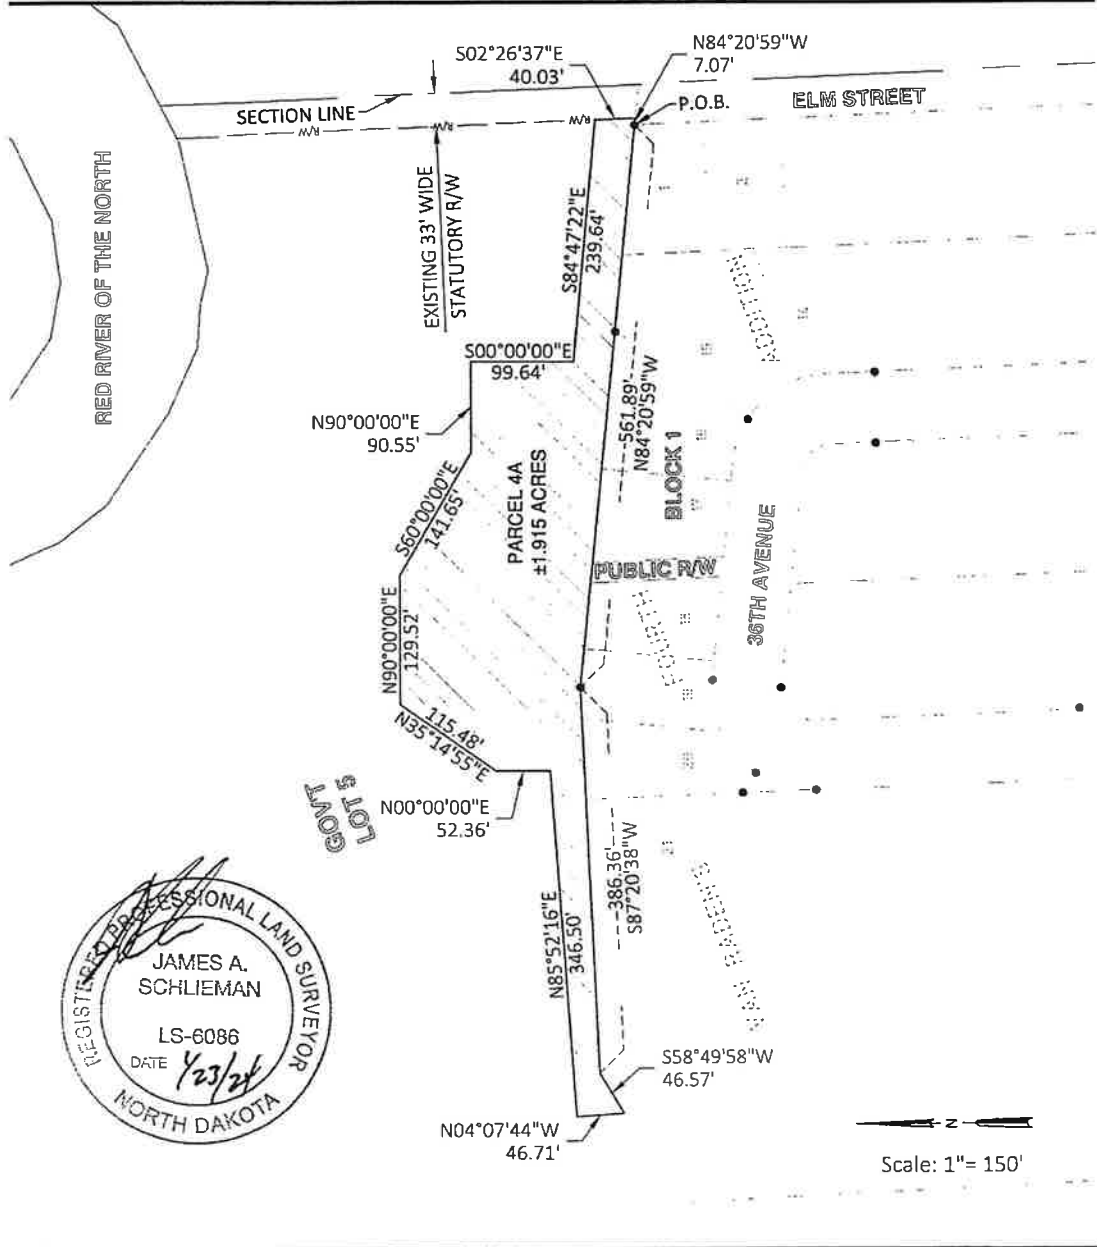 S02°26'37"E
40.03'
N84°20'59"W
7.07'
P.O.B.
ELM STREET
SECTION LINE
R/W
R/W
R/W
RED RIVER OF THE NORTH
EXISTING 33' WIDE
STATUTORY R/W
S84°47'22"E
239.64'
S00°00'00"E
99.64'
N90°00'00"E
90.55'
S60°00'00"E
141.65'
PARCEL 4A
±1.915 ACRES
561.89'
N84°20'59"W
BLOCK 1
PUBLIC R/W
36TH AVENUE
N90°00'00"E
129.52'
115.48'
N35°14'55"E
N00°00'00"E
52.36'
GOV'T
LOT 5
386.36'
S87°20'38"W
N85°52'16"E
346.50'
S58°49'58"W
46.57'
N04°07'44"W
46.71'
REGISTERED PROFESSIONAL LAND SURVEYOR
JAMES A.
SCHLIEMAN
LS-6086
DATE 1/23/24
NORTH DAKOTA
N
Scale: 1"= 150'